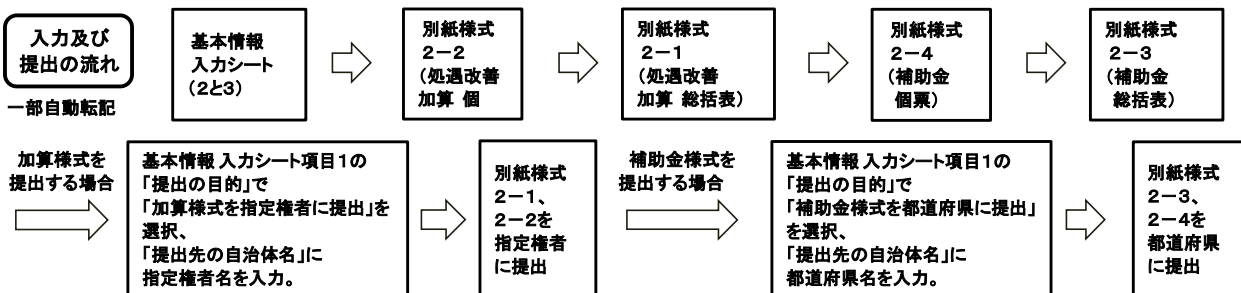 入力及び
提出の流れ
一部自動転記
基本情報
入力シート
(2と3)
別紙様式
2-2
(処遇改善
加算 個
別紙様式
2-1
(処遇改善
加算 総括表)
別紙様式
2-4
(補助金
個票)
別紙様式
2-3
(補助金
総括表)
加算様式を
提出する場合
基本情報 入力シート項目1の
「提出の目的」で
「加算様式を指定権者に提出」を
選択、
「提出先の自治体名」に
指定権者名を入力。
別紙様式
2-1、
2-2を
指定権者
に提出
補助金様式を
提出する場合
基本情報 入力シート項目1の
「提出の目的」で
「補助金様式を都道府県に提出」
を選択、
「提出先の自治体名」に
都道府県名を入力。
別紙様式
2-3、
2-4を
都道府県
に提出